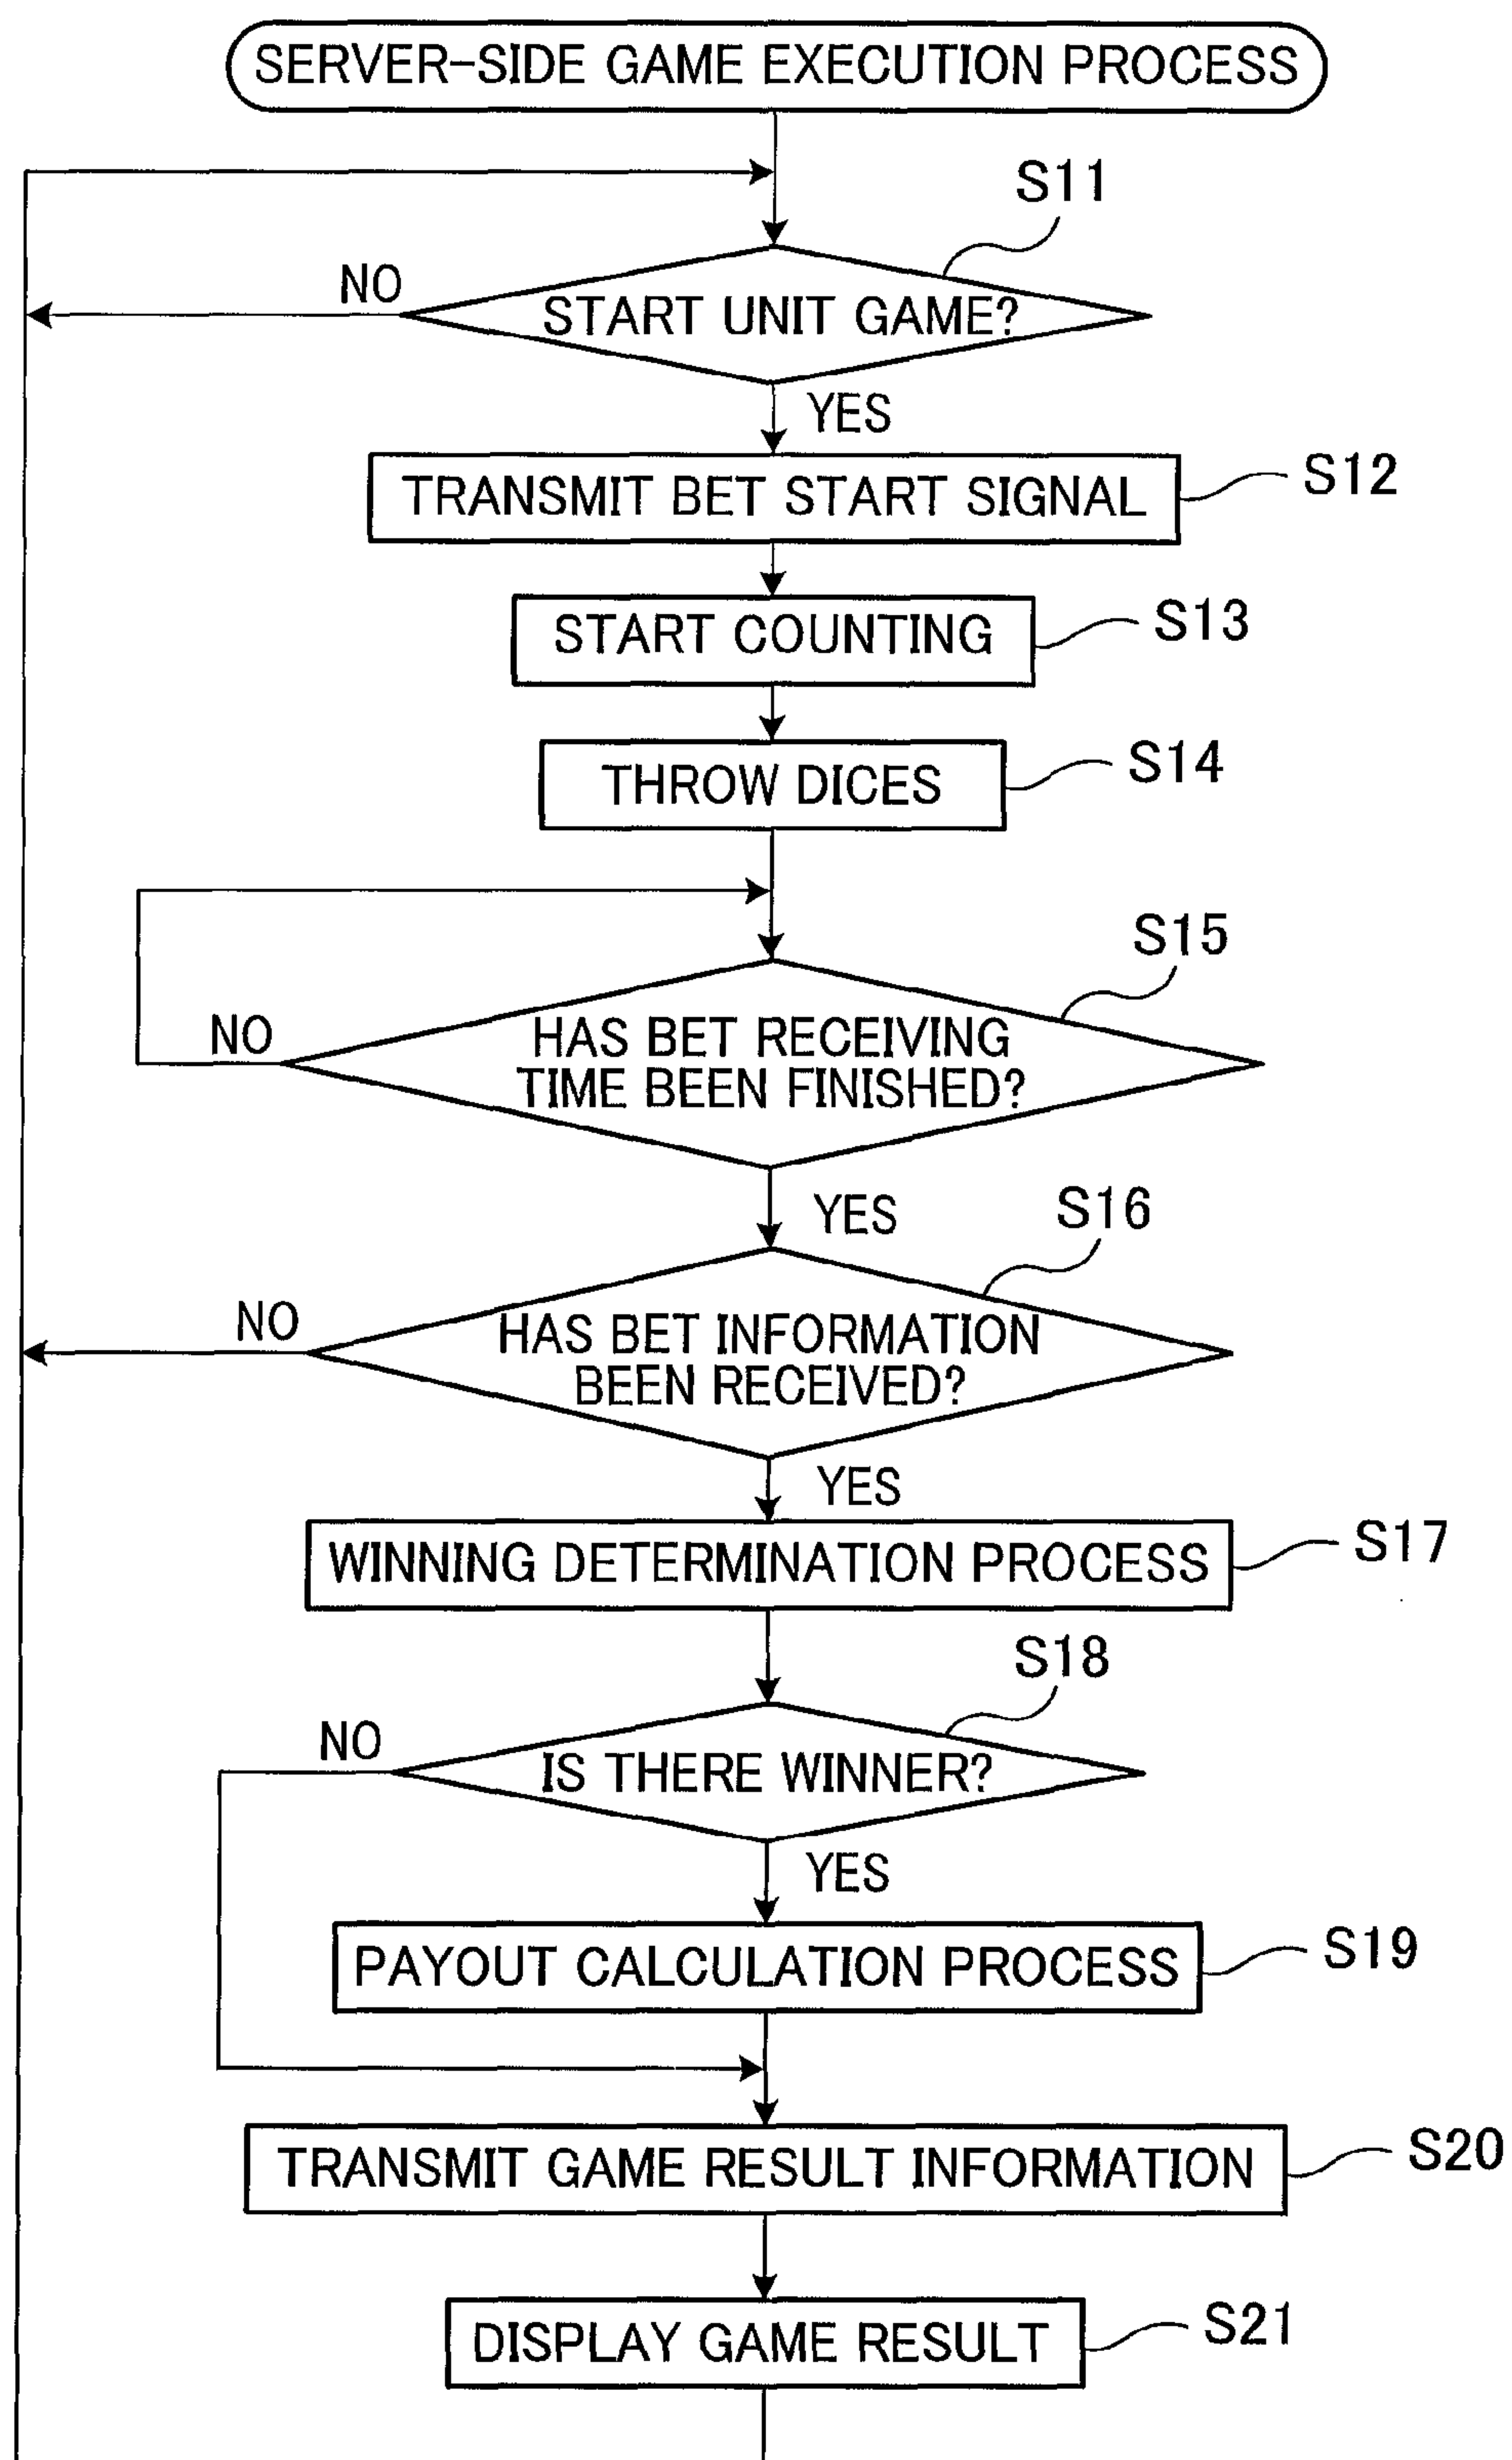 SERVER-SIDE GAME EXECUTION PROCESS
S11
NO
START UNIT GAME?
YES
TRANSMIT BET START SIGNAL
S12
START COUNTING
S13
THROW DICES
S14
S15
NO
HAS BET RECEIVING
TIME BEEN FINISHED?
YES
S16
NO
HAS BET INFORMATION
BEEN RECEIVED?
YES
WINNING DETERMINATION PROCESS
S17
S18
NO
IS THERE WINNER?
YES
PAYOUT CALCULATION PROCESS
S19
TRANSMIT GAME RESULT INFORMATION
S20
DISPLAY GAME RESULT
S21